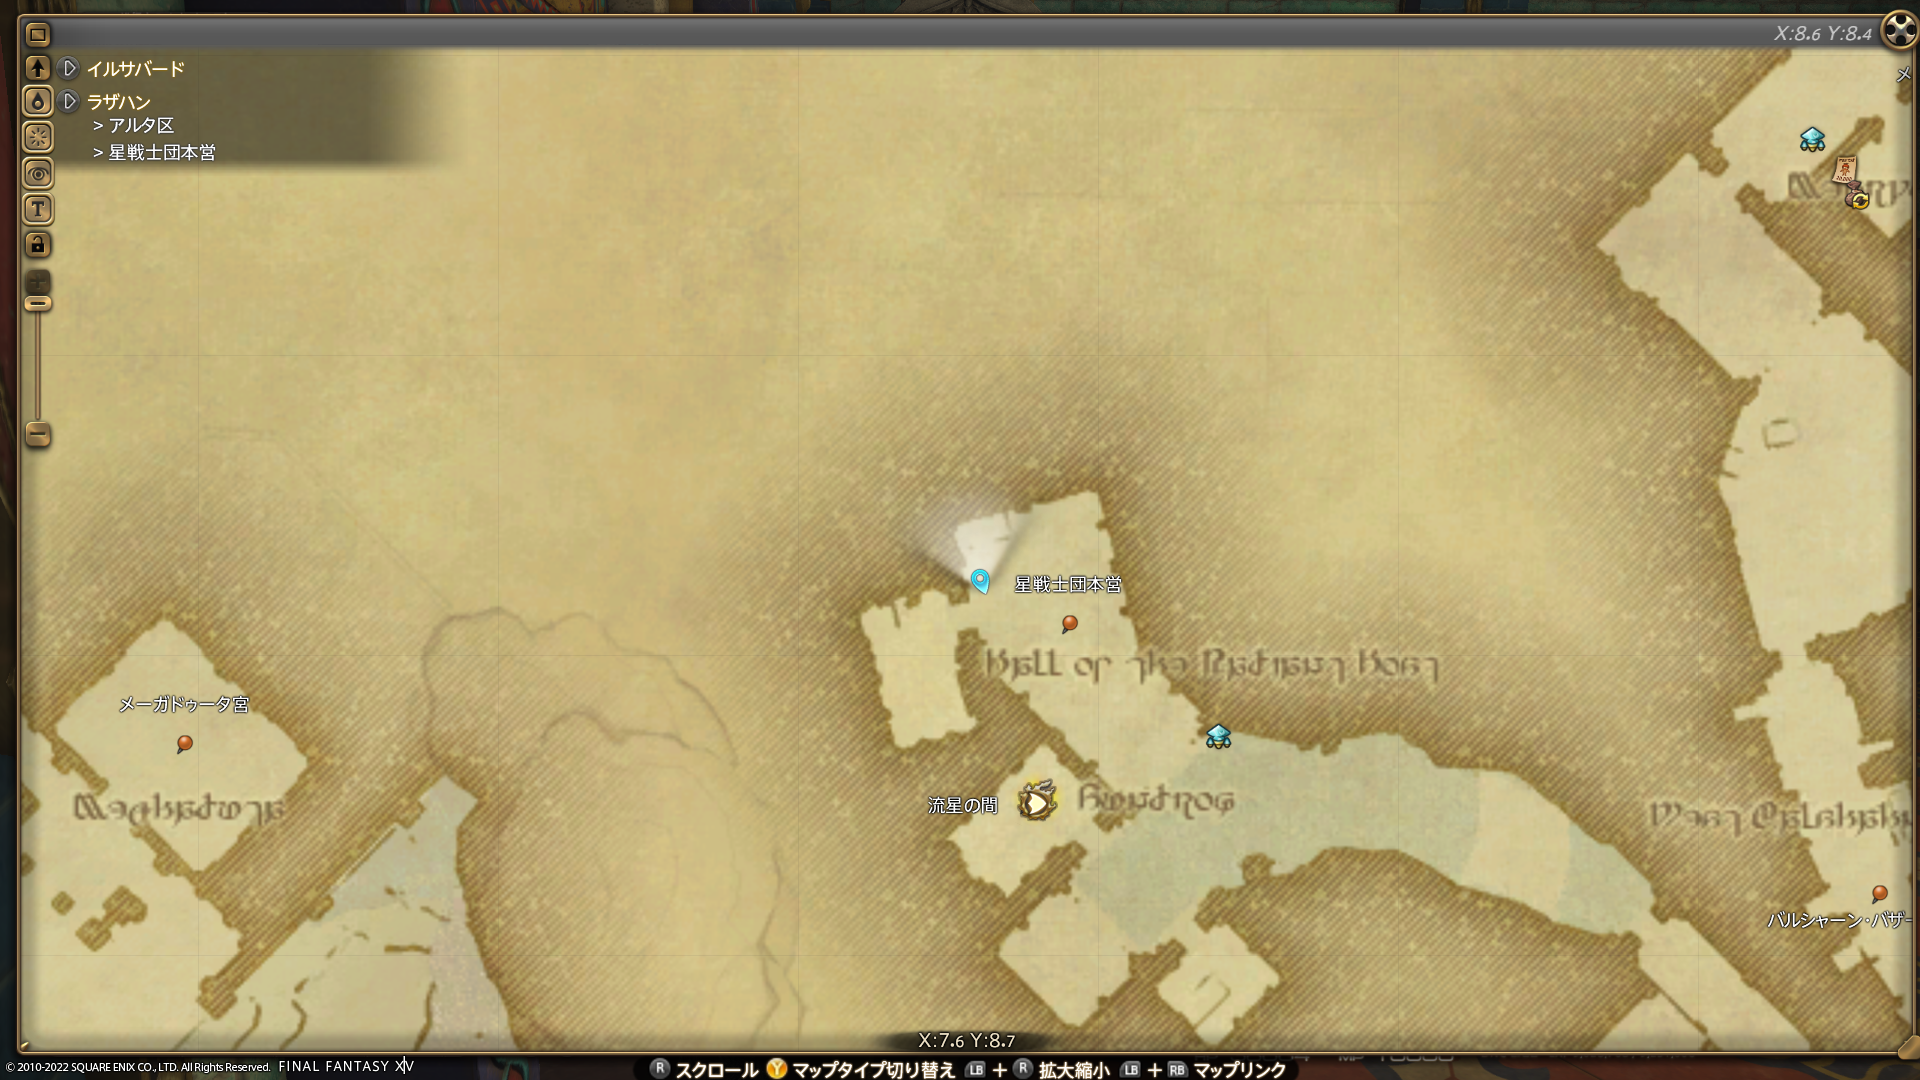 X:8.6 Y:8.4
イルサバード
ラザハン
> アルタ区
> 星戦士団本営
T
メ
星戦士団本営
メーガドゥータ宮
流星の間
バルシャーン・バザー
X:7.6 Y:8.7
© 2010-2022 SQUARE ENIX CO., LTD. All Rights Reserved. FINAL FANTASY XIV
R スクロール Y マップタイプ切り替え LB + R 拡大縮小 LB + RB マップリンク